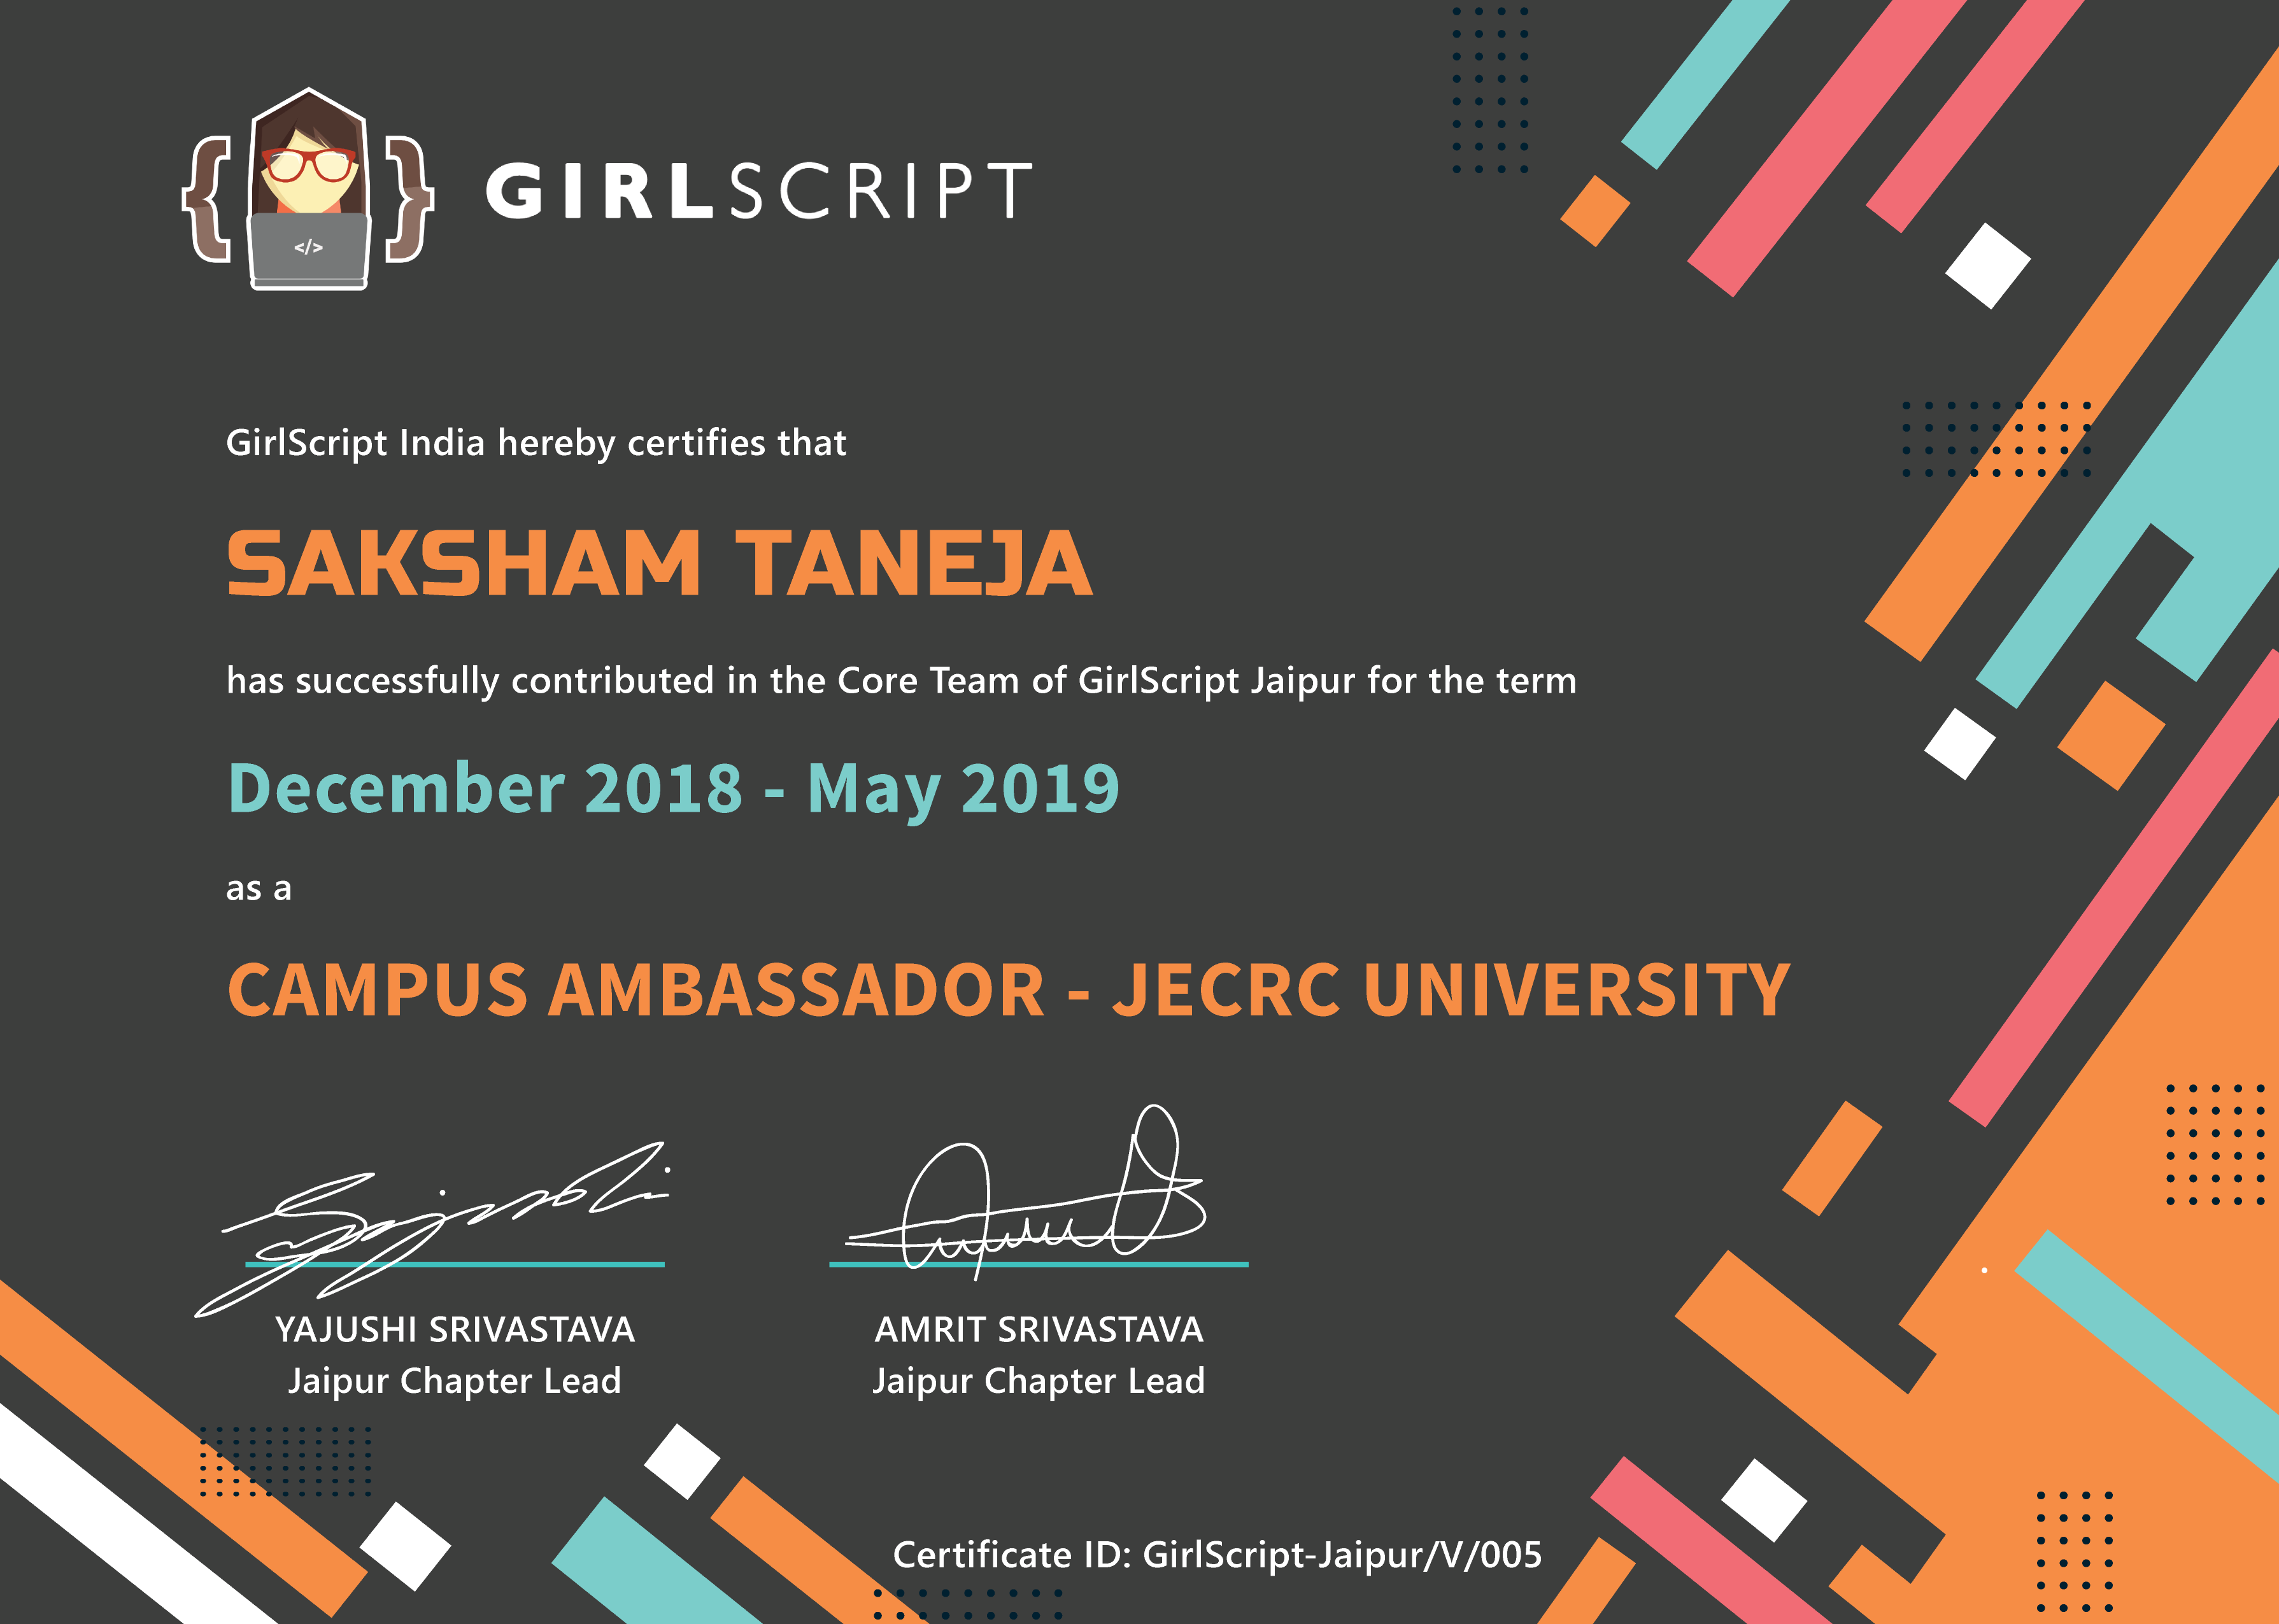 </>
GIRLSCRIPT
GirlScript India hereby certifies that
SAKSHAM TANEJA
has successfully contributed in the Core Team of GirlScript Jaipur for the term
December 2018 - May 2019
as a
CAMPUS AMBASSADOR - JECRC UNIVERSITY
YAJUSHI SRIVASTAVA
Jaipur Chapter Lead
AMRIT SRIVASTAVA
Jaipur Chapter Lead
Certificate ID: GirlScript-Jaipur/V/005